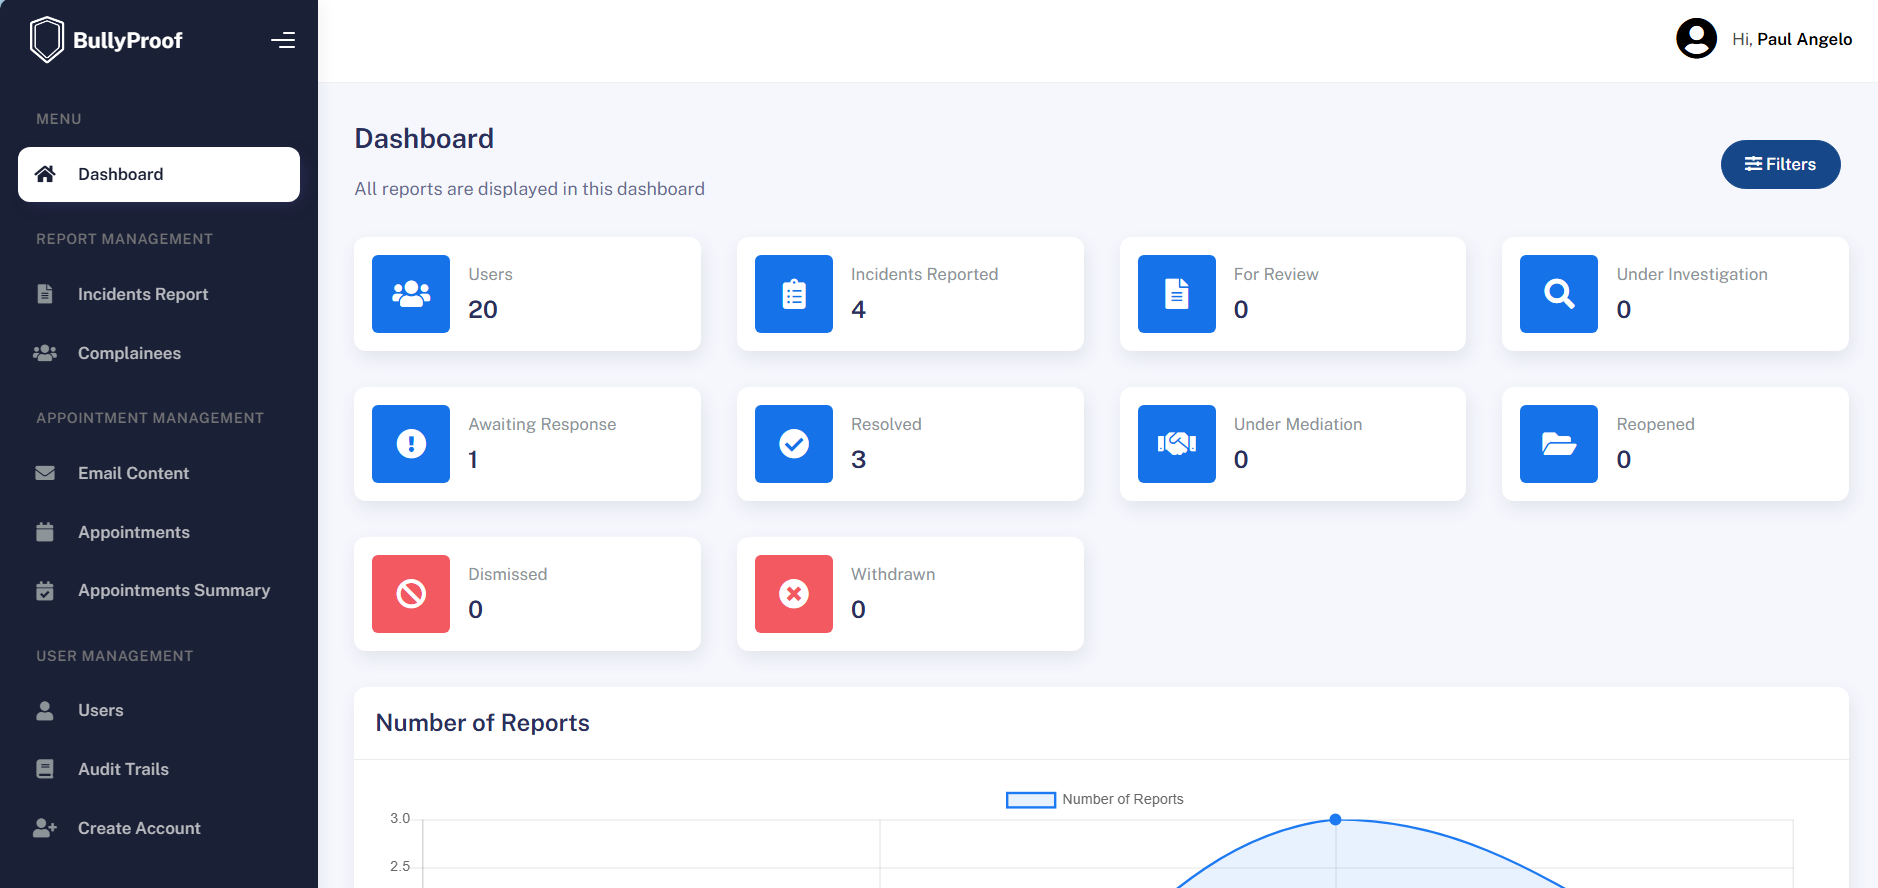 BullyProof
Hi, Paul Angelo
MENU
Dashboard
REPORT MANAGEMENT
Incidents Report
Complainees
APPOINTMENT MANAGEMENT
Email Content
Appointments
Appointments Summary
USER MANAGEMENT
Users
Audit Trails
Create Account
Dashboard
All reports are displayed in this dashboard
Filters
Users
20
Incidents Reported
4
For Review
0
Under Investigation
0
Awaiting Response
1
Resolved
3
Under Mediation
0
Reopened
0
Dismissed
0
Withdrawn
0
Number of Reports
Number of Reports
3.0
2.5